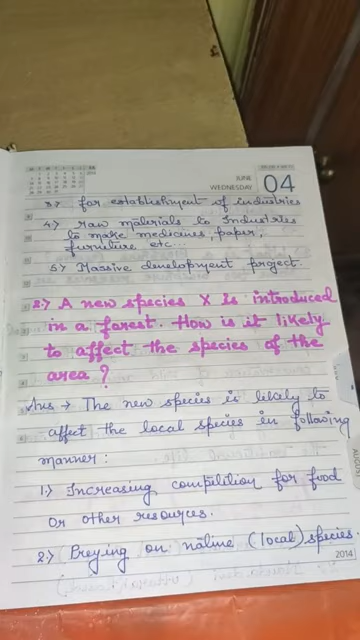 JUNE
WEDNESDAY 04
3.→ for establishment of industries
4.→ raw materials to Industries
to make medicines, paper,
furniture etc...
5.→ Massive development project.
2.→ A new species X is introduced
in a forest. How is it likely
to affect the species of the
area ?
Ans → The new species is likely to
affect the local species in following
manner :
1.→ Increasing competition for food
or other resources.
2.→ Preying on native (local) species.
AUGUST
2014